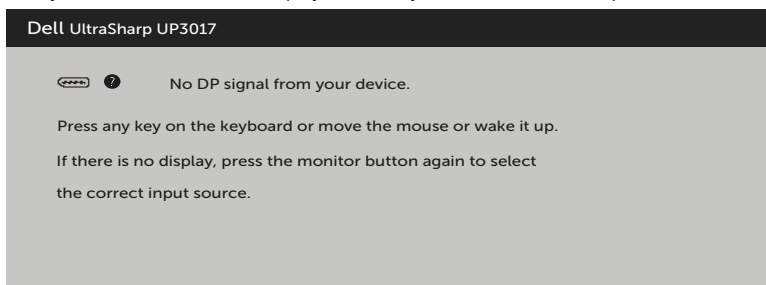 Dell UltraSharp UP3017
? No DP signal from your device.
Press any key on the keyboard or move the mouse or wake it up.
If there is no display, press the monitor button again to select
the correct input source.